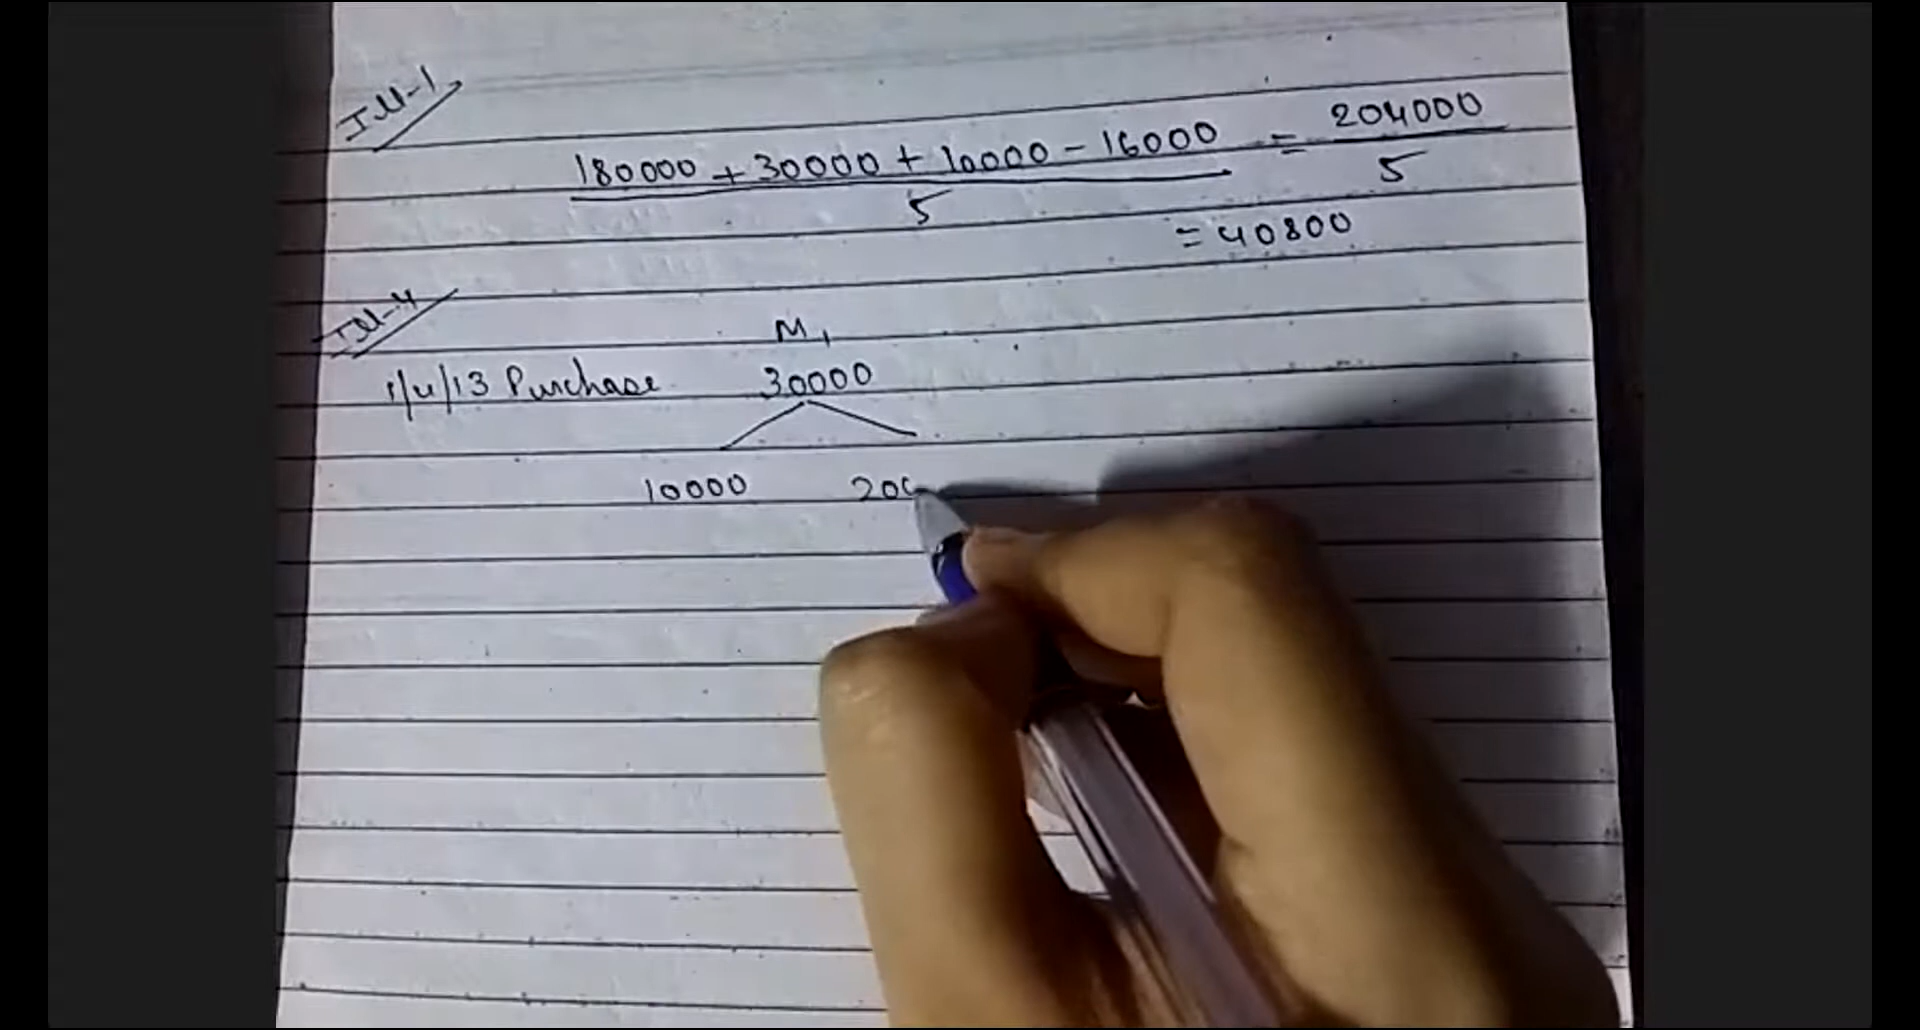 Ill-1
180000 + 30000 + 10000 - 16000 = 204000
5 5
= 40800
Ill-4
M1
1/4/13 Purchase 30000
10000 200